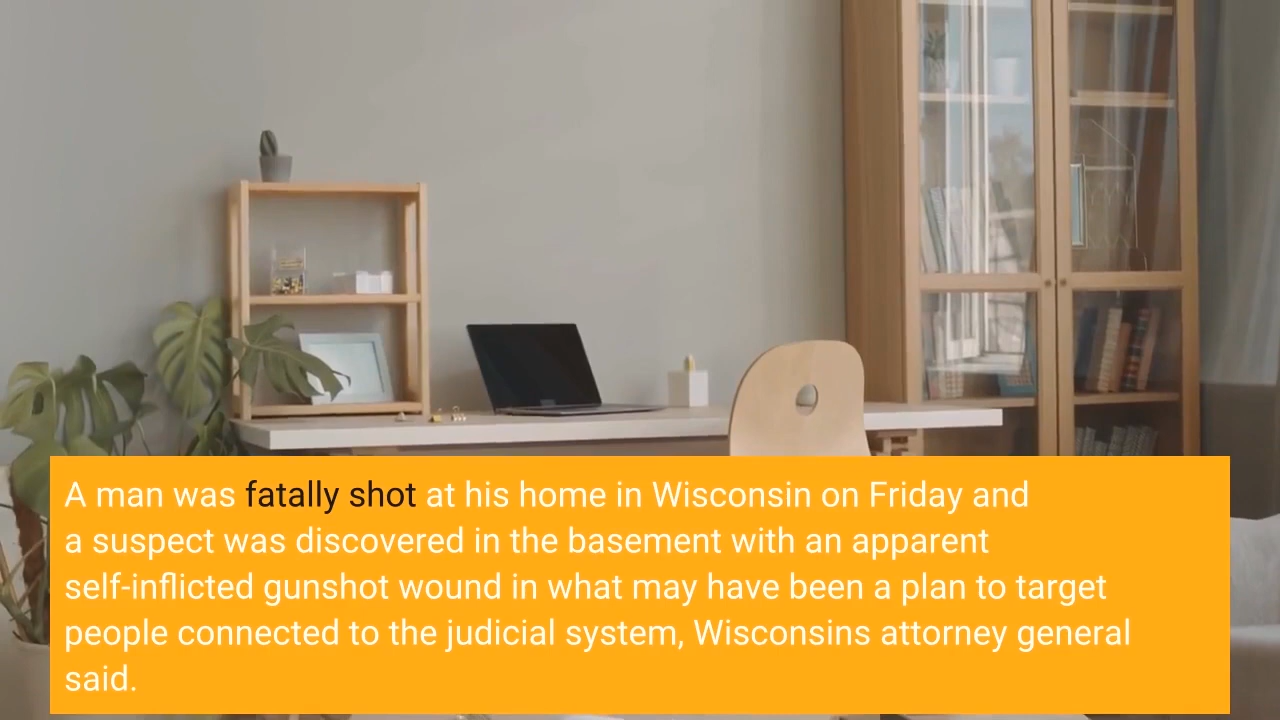 A man was fatally shot at his home in Wisconsin on Friday and
a suspect was discovered in the basement with an apparent
self-inflicted gunshot wound in what may have been a plan to target
people connected to the judicial system, Wisconsins attorney general
said.